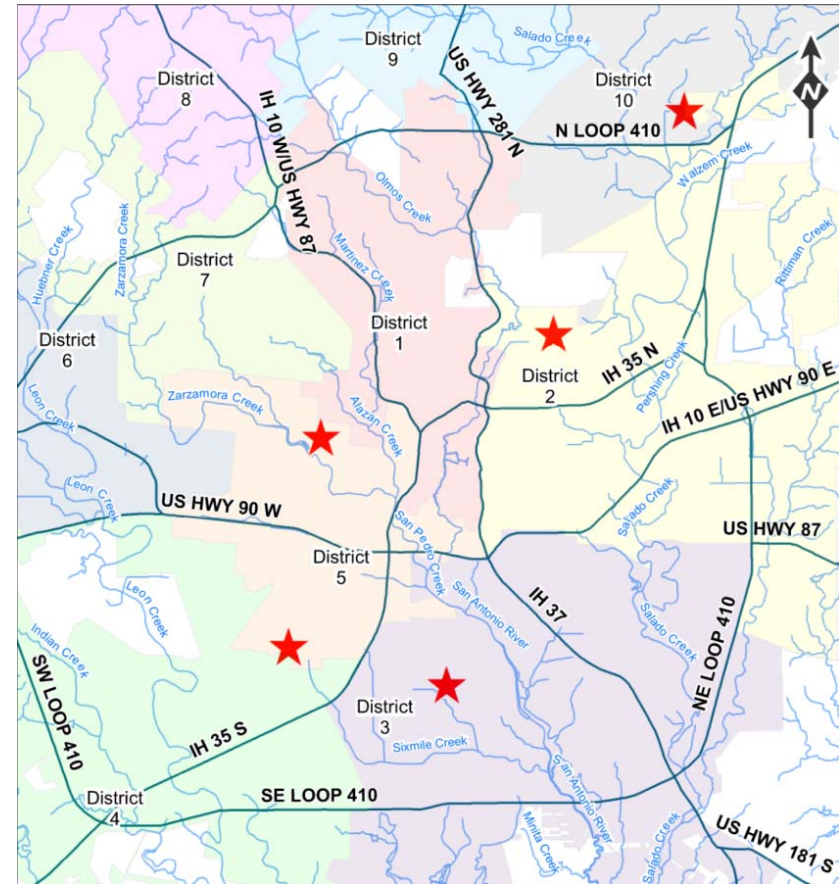 District
9
Salado Creek
District
8
US HWY 281 N
District
10
N
IH 10 W/US HWY 87
N LOOP 410
Walzem Creek
Olmos Creek
Huebner Creek
Zarzamora Creek
Martinez Creek
Rittiman Creek
District
7
District
1
District
6
IH 35 N
District
2
Pershing Creek
Leon Creek
Zarzamora Creek
Alazan Creek
IH 10 E/US HWY 90 E
Leon Creek
US HWY 90 W
Salado Creek
San Pedro Creek
US HWY 87
District
5
San Antonio River
IH 37
Leon Creek
Salado Creek
Indian Creek
NE LOOP 410
SW LOOP 410
District
3
IH 35 S
Sixmile Creek
San Antonio River
SE LOOP 410
District
4
Minita Creek
Salado Creek
US HWY 181 S